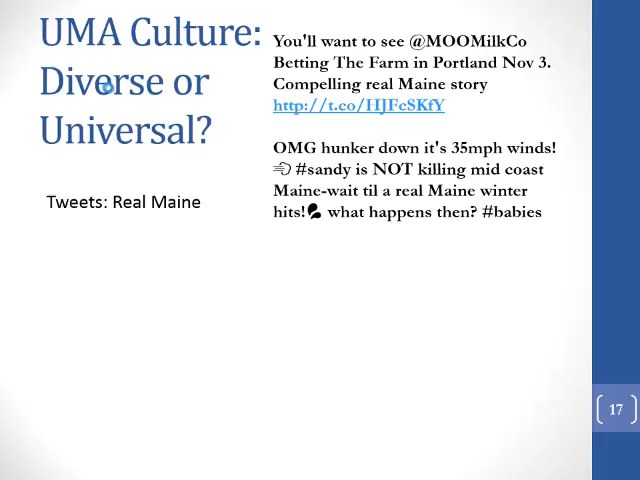 UMA Culture:
Diverse or
Universal?
Tweets: Real Maine
You'll want to see @MOOMilkCo
Betting The Farm in Portland Nov 3.
Compelling real Maine story
http://t.co/HJFcSKfY
OMG hunker down it's 35mph winds!
💨 #sandy is NOT killing mid coast
Maine-wait til a real Maine winter
hits! what happens then? #babies
17